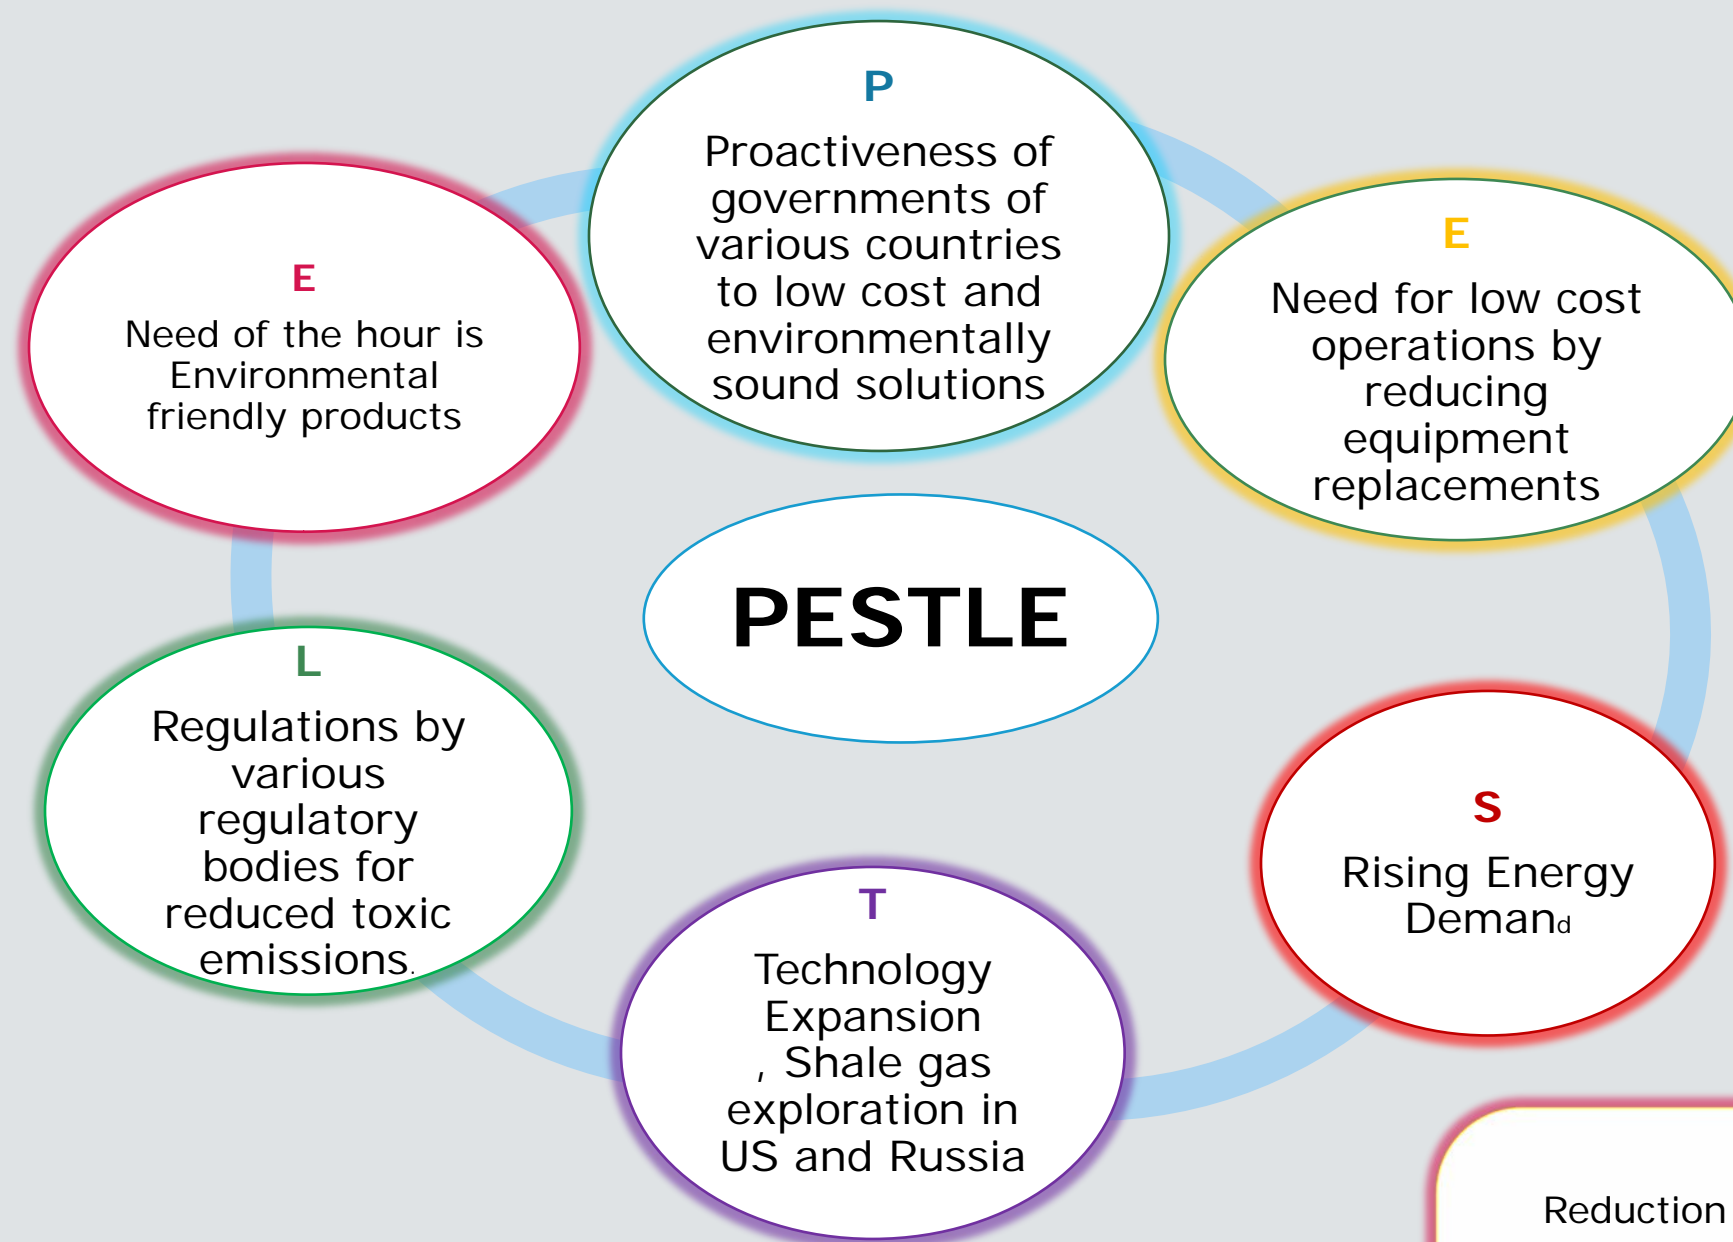 P
Proactiveness of
governments of
various countries
to low cost and
environmentally
sound solutions
E
Need for low cost
operations by
reducing
equipment
replacements
S
Rising Energy
Demand
T
Technology
Expansion
, Shale gas
exploration in
US and Russia
L
Regulations by
various
regulatory
bodies for
reduced toxic
emissions.
E
Need of the hour is
Environmental
friendly products
PESTLE
Reduction